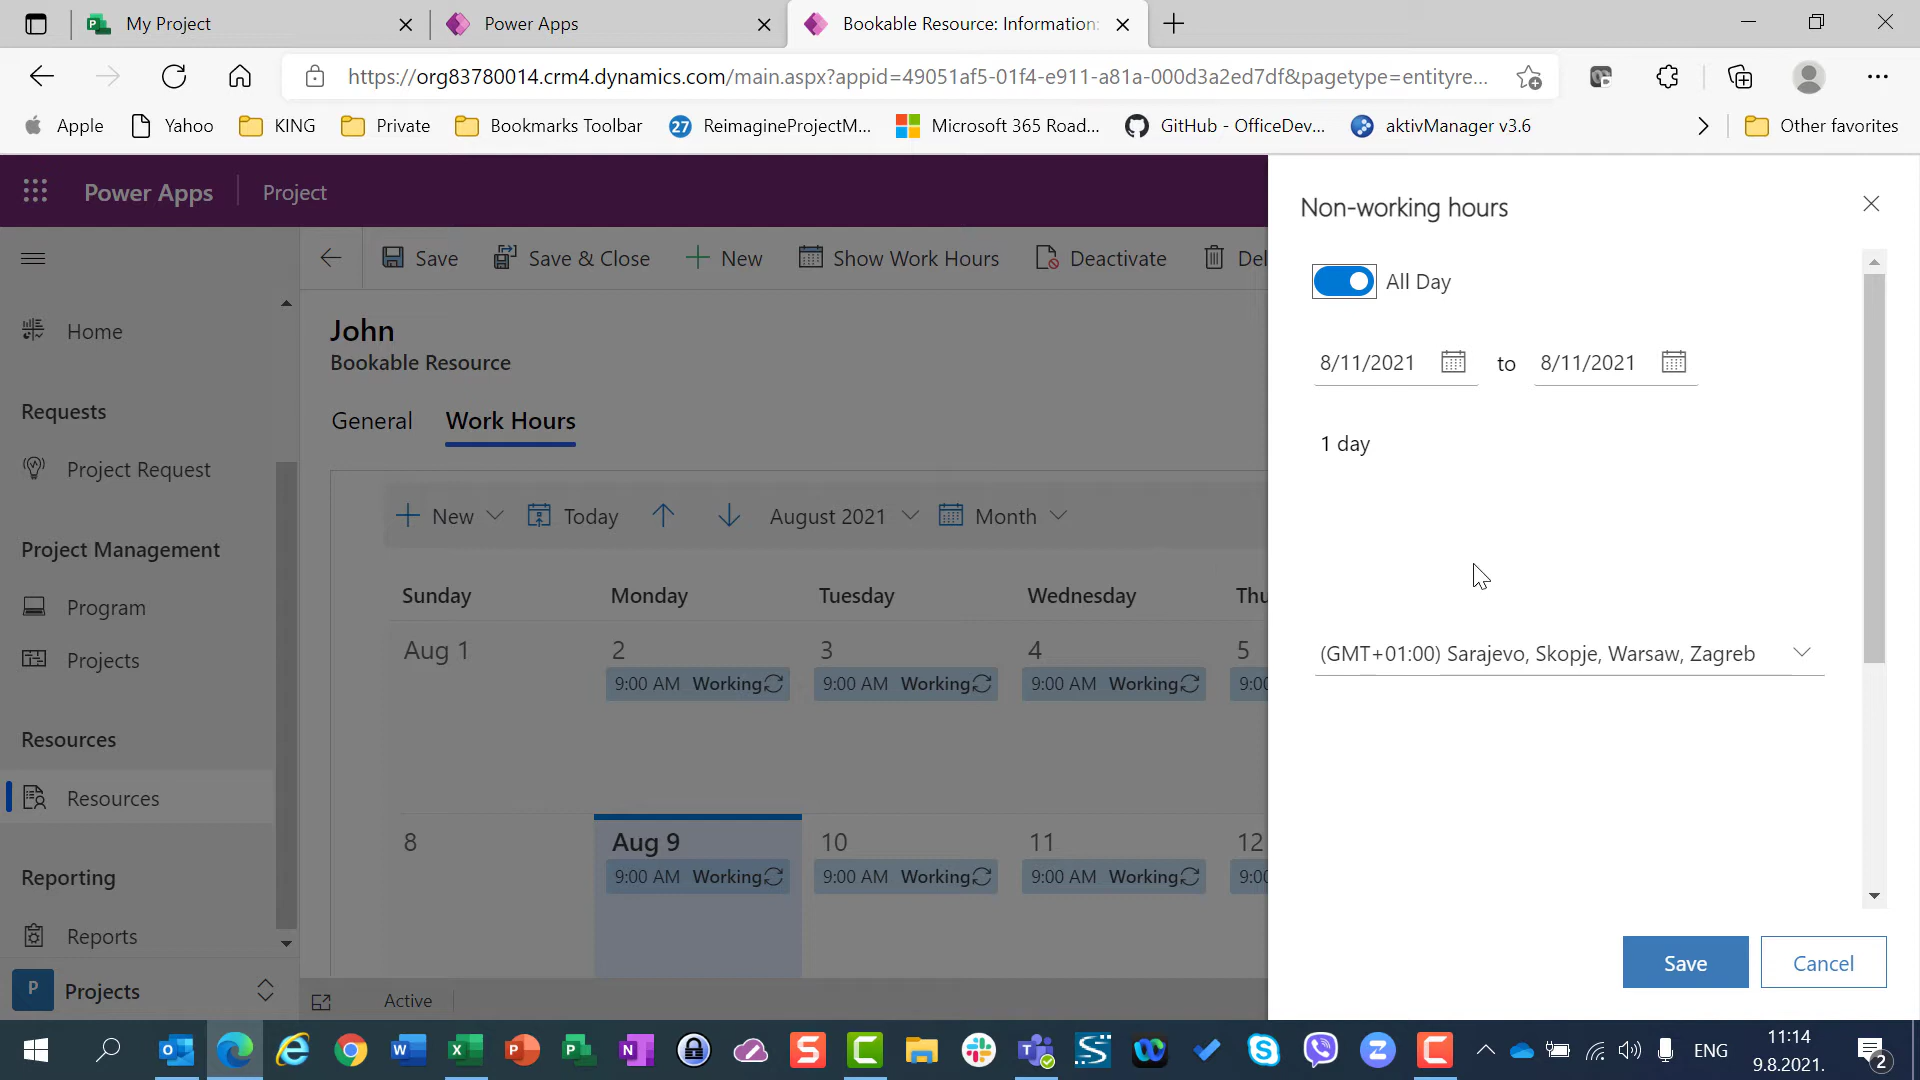 My Project
Power Apps
Bookable Resource: Information:
https://org83780014.crm4.dynamics.com/main.aspx?appid=49051af5-01f4-e911-a81a-000d3a2ed7df&pagetype=entityre...
Apple
Yahoo
KING
Private
Bookmarks Toolbar
27
ReimagineProjectM...
Microsoft 365 Road...
GitHub - OfficeDev...
aktivManager v3.6
Other favorites
Power Apps
Project
Save
Save & Close
New
Show Work Hours
Deactivate
Del
Home
Requests
Project Request
Project Management
Program
Projects
Resources
Resources
Reporting
Reports
P
Projects
John
Bookable Resource
General
Work Hours
New
Today
August 2021
Month
Sunday
Monday
Tuesday
Wednesday
Thu
Aug 1
2
3
4
5
9:00 AM Working
9:00 AM Working
9:00 AM Working
9:00
8
Aug 9
10
11
12
9:00 AM Working
9:00 AM Working
9:00 AM Working
9:00
Active
Non-working hours
All Day
8/11/2021
to
8/11/2021
1 day
(GMT+01:00) Sarajevo, Skopje, Warsaw, Zagreb
Save
Cancel
ENG
11:14
9.8.2021.
2